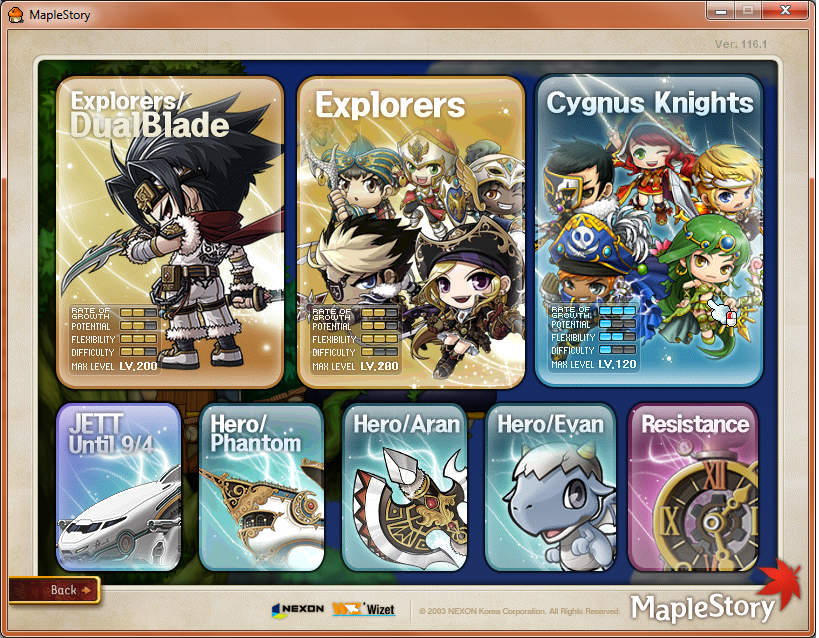 MapleStory
Ver. 116.1
Explorers/
DualBlade
RATE OF
GROWTH
POTENTIAL
FLEXIBILITY
DIFFICULTY
MAX LEVEL LV.200
Explorers
RATE OF
GROWTH
POTENTIAL
FLEXIBILITY
DIFFICULTY
MAX LEVEL LV.200
Cygnus Knights
RATE OF
GROWTH
POTENTIAL
FLEXIBILITY
DIFFICULTY
MAX LEVEL LV.120
JETT
Until 9/4
Hero/
Phantom
Hero/Aran
Hero/Evan
Resistance
XII
IX
Back
NEXON
Wizet
© 2003 NEXON Korea Corporation. All Rights Reserved.
MapleStory